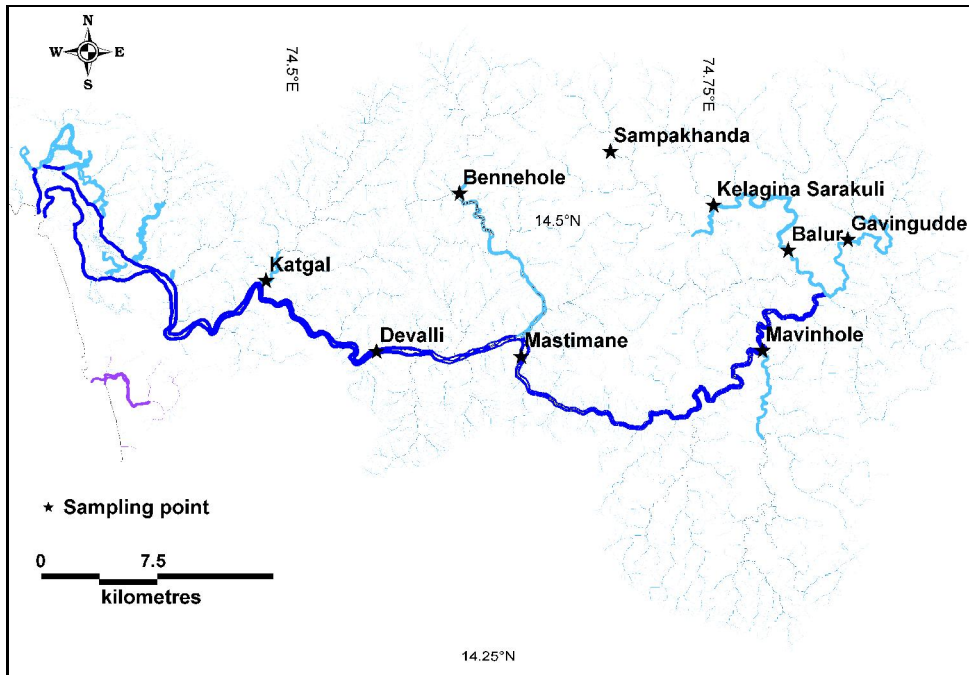 N
W E
S
74.5°E
74.75°E
Sampakhanda
Bennehole
Kelagina Sarakuli
14.5°N
Gavingudde
Balur
Katgal
Devalli
Mastimane
Mavinhole
Sampling point
0 7.5
kilometres
14.25°N